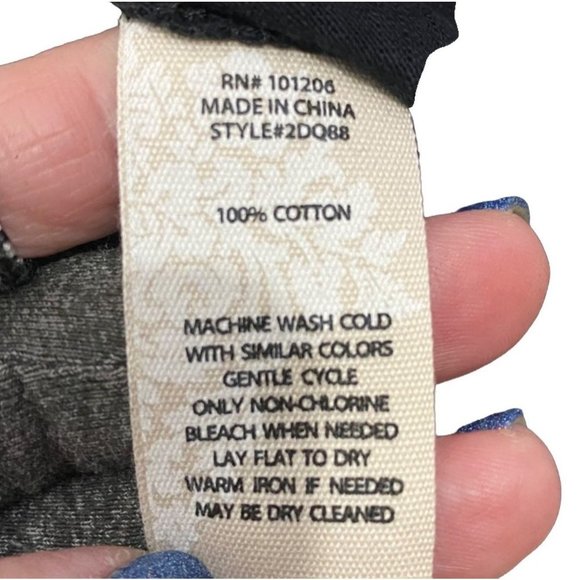 RN# 101206
MADE IN CHINA
STYLE#2DQ88
100% COTTON
MACHINE WASH COLD
WITH SIMILAR COLORS
GENTLE CYCLE
ONLY NON-CHLORINE
BLEACH WHEN NEEDED
LAY FLAT TO DRY
WARM IRON IF NEEDED
MAY BE DRY CLEANED